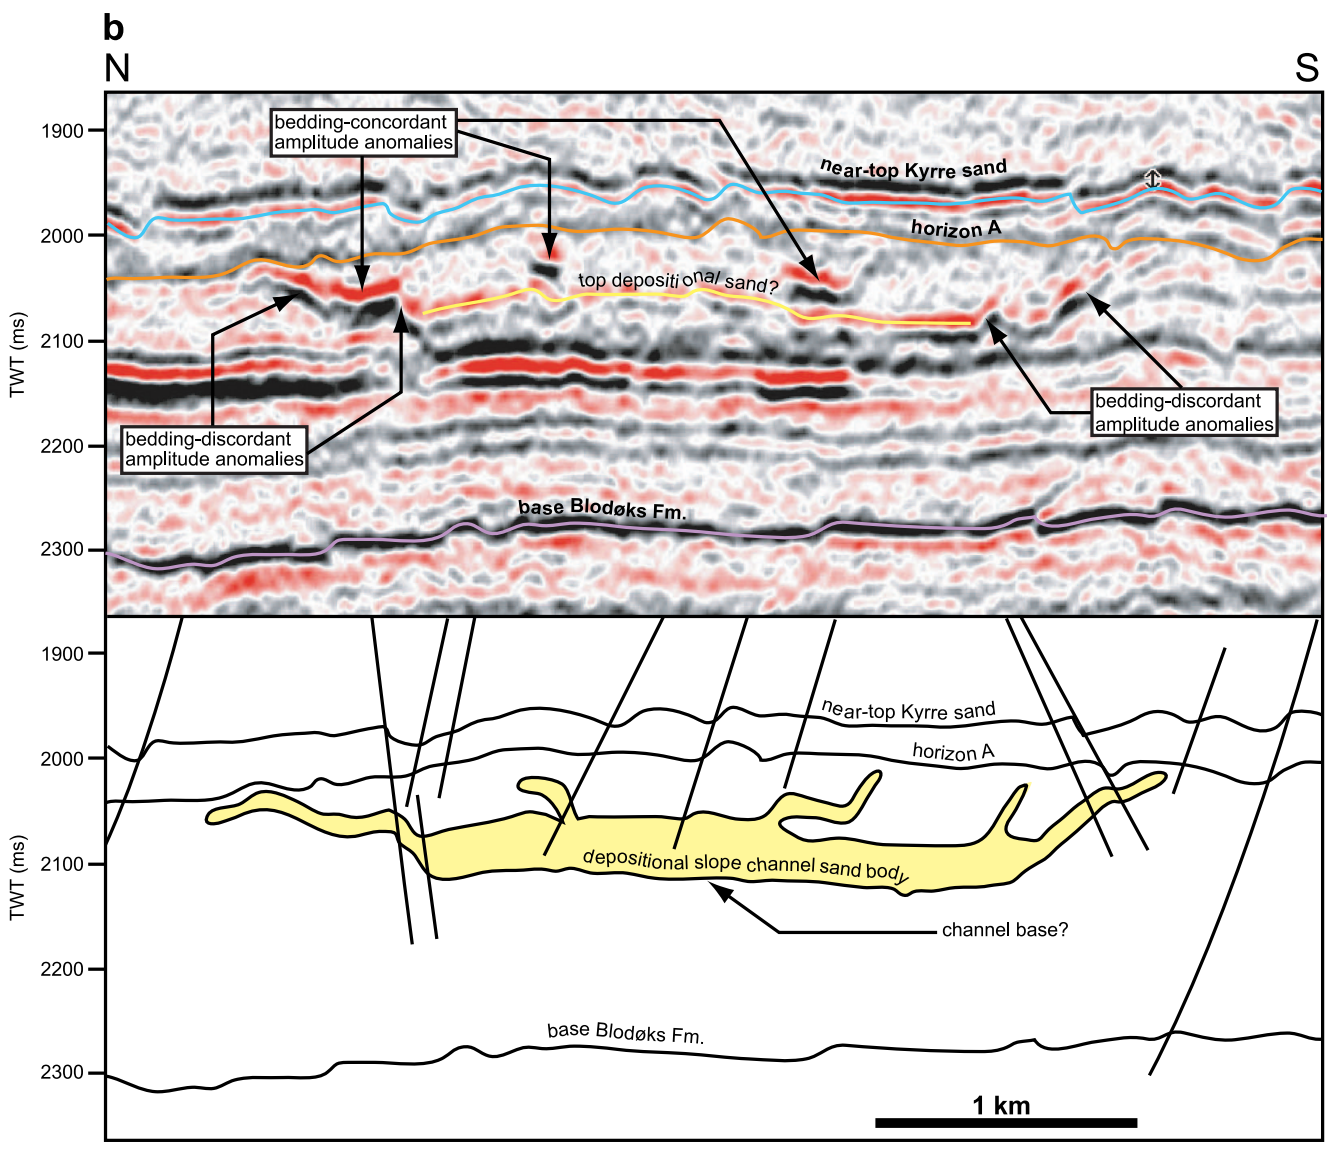 b
N
S
1900
2000
2100
2200
2300
TWT (ms)
bedding-concordant
amplitude anomalies
near-top Kyrre sand
horizon A
top depositional sand?
bedding-discordant
amplitude anomalies
bedding-discordant
amplitude anomalies
base Blodøks Fm.
1900
2000
2100
2200
2300
TWT (ms)
near-top Kyrre sand
horizon A
depositional slope channel sand body
channel base?
base Blodøks Fm.
1 km